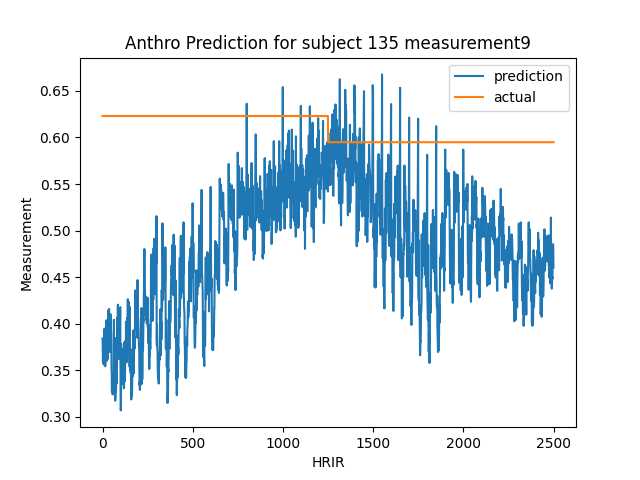 Anthro Prediction for subject 135 measurement9
prediction
actual
Measurement
0.65
0.60
0.55
0.50
0.45
0.40
0.35
0.30
0 500 1000 1500 2000 2500
HRIR